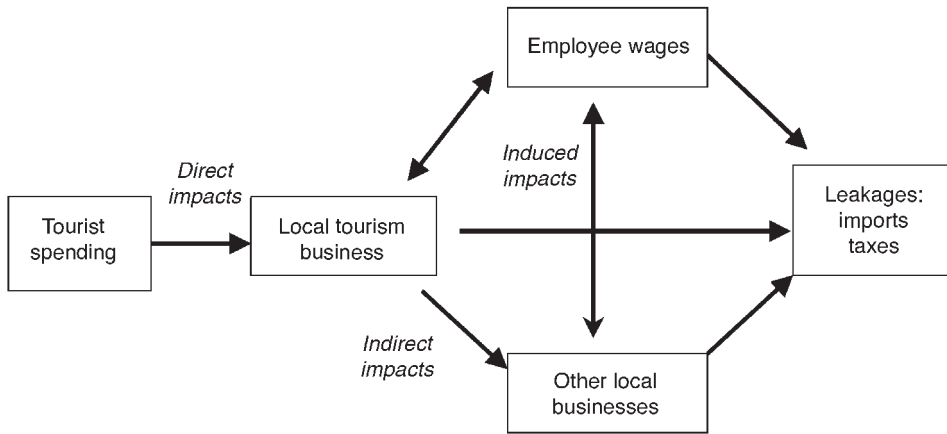 Employee wages
Direct
impacts
Induced
impacts
Tourist
spending
Local tourism
business
Leakages:
imports
taxes
Indirect
impacts
Other local
businesses